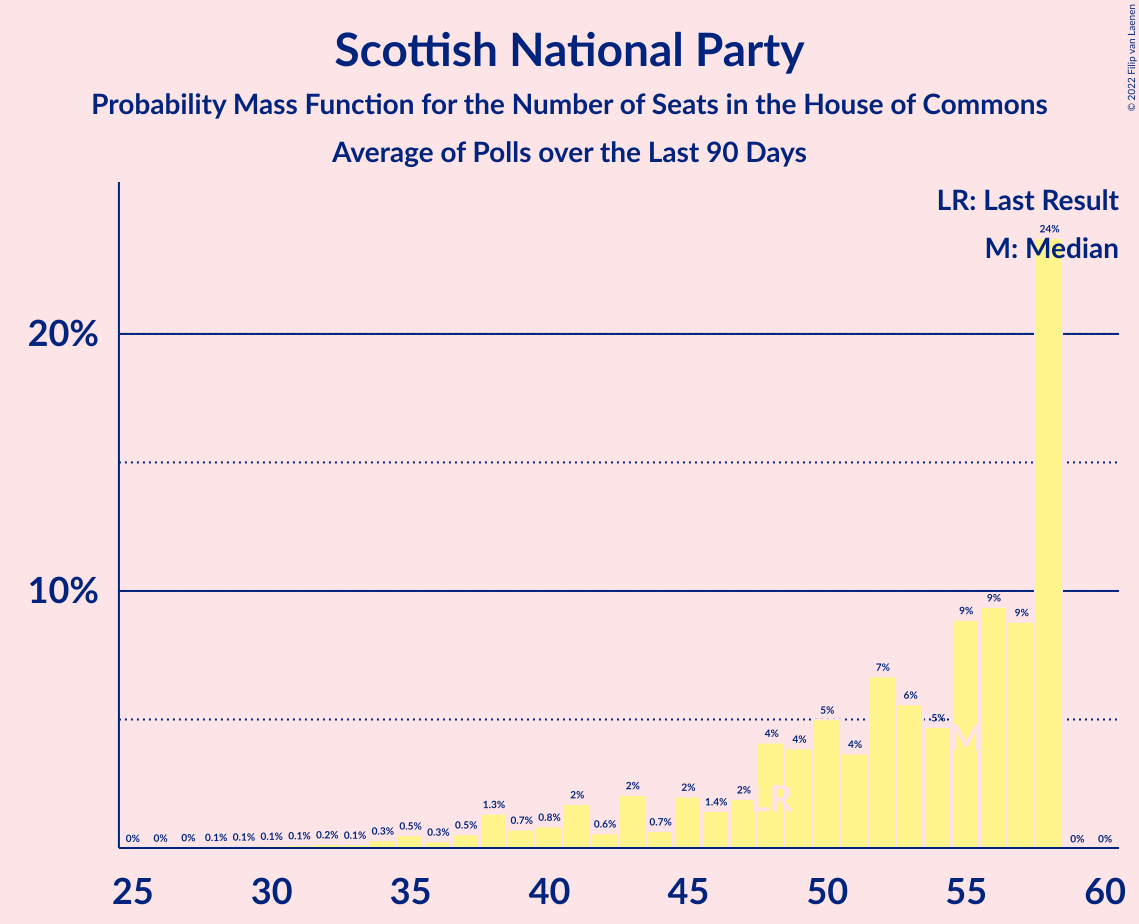 © 2022 Filip van Laenen
Scottish National Party
Probability Mass Function for the Number of Seats in the House of Commons
Average of Polls over the Last 90 Days
LR: Last Result
M: Median
20%
10%
0% 0% 0% 0.1% 0.1% 0.1% 0.1% 0.2% 0.1% 0.3% 0.5% 0.3% 0.5% 1.3% 0.7% 0.8% 2% 0.6% 2% 0.7% 2% 1.4% 2% 4% 4% 5% 4% 7% 6% 5% 9% 9% 9% 24% 0% 0%
LR
M
25 30 35 40 45 50 55 60